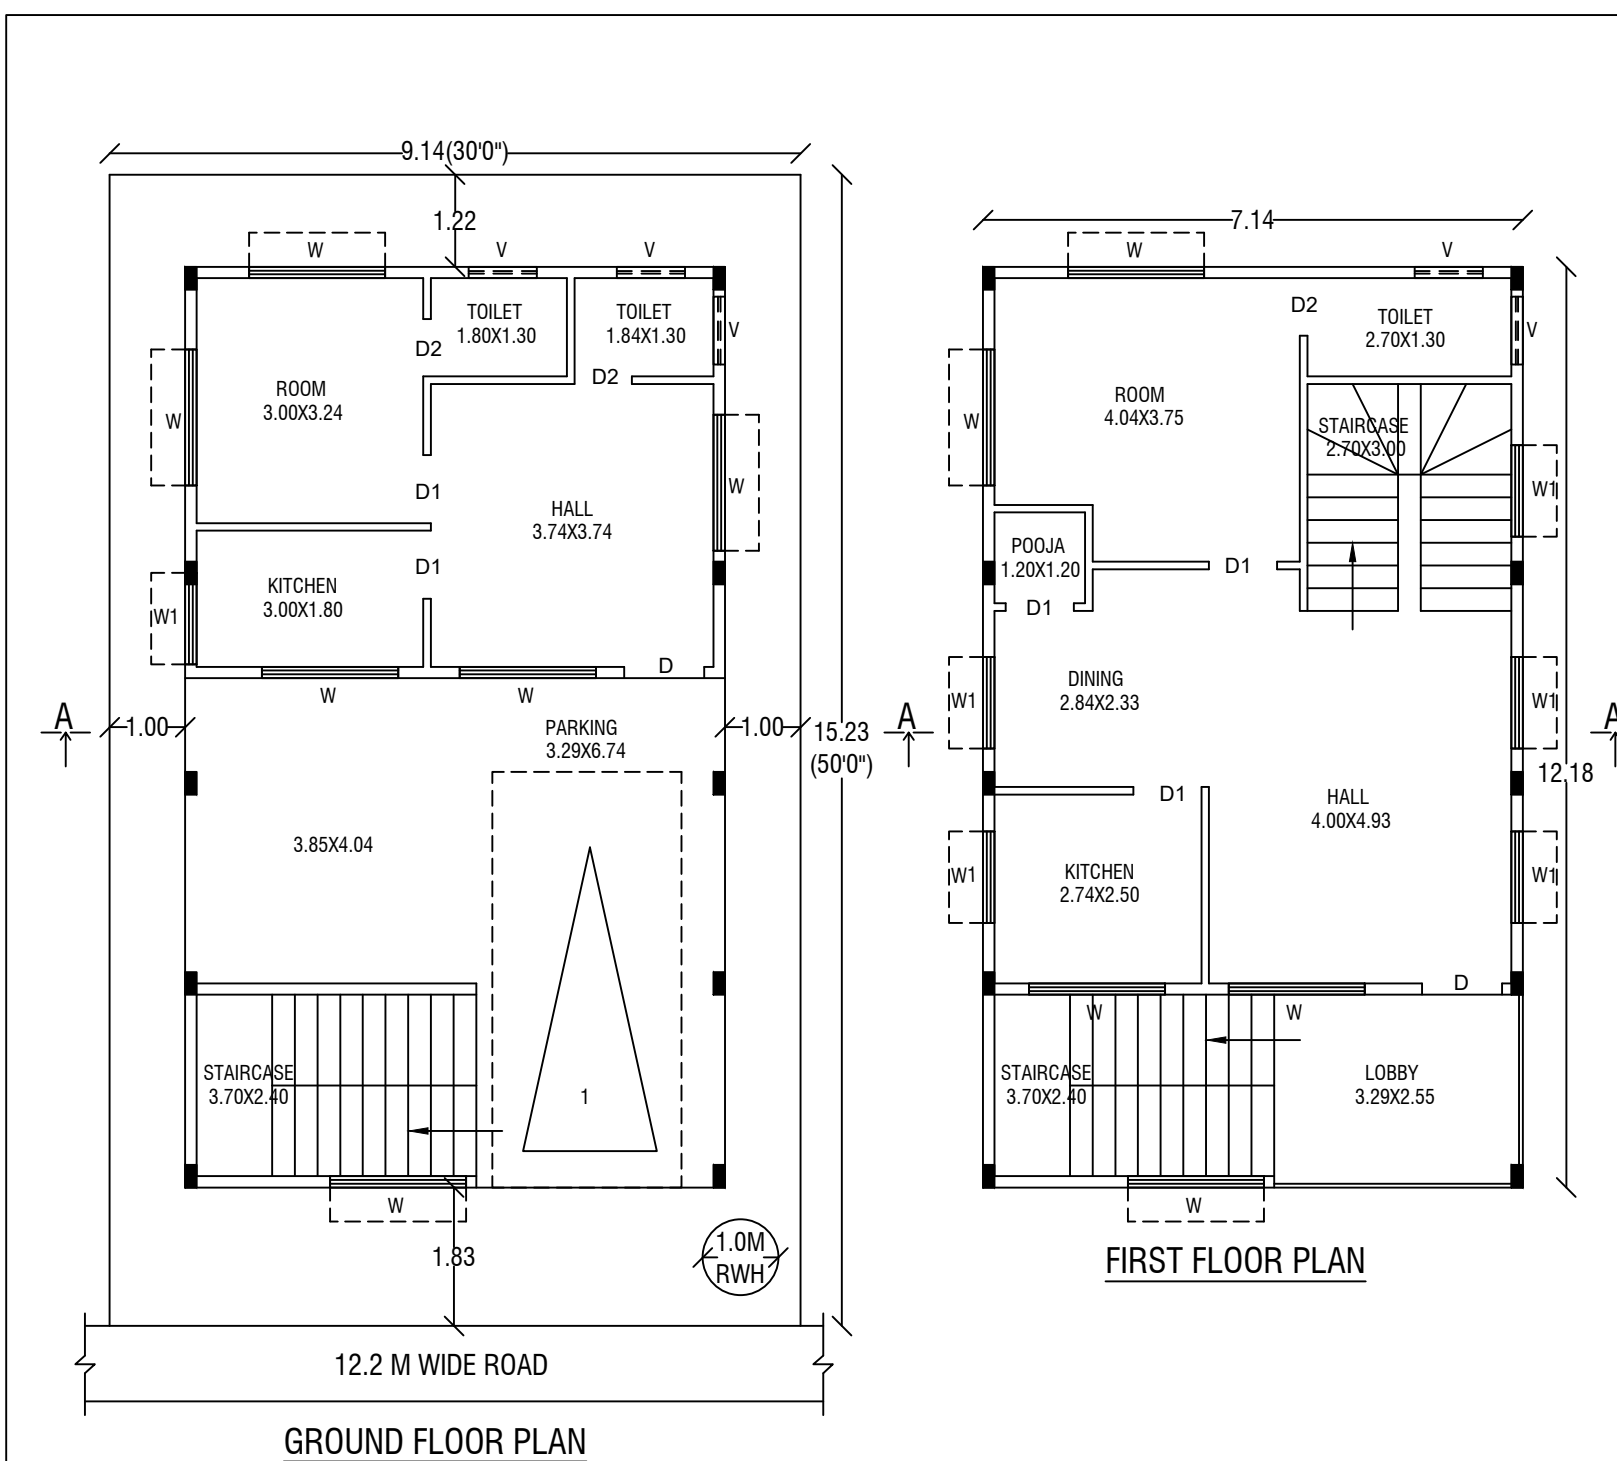 9.14(30'0")
1.22
W
V
V
TOILET
1.80X1.30
TOILET
1.84X1.30
V
D2
D2
ROOM
3.00X3.24
W
W
D1
HALL
3.74X3.74
D1
KITCHEN
3.00X1.80
W1
D
W
W
A
1.00
PARKING
3.29X6.74
1.00
15.23
(50'0")
3.85X4.04
STAIRCASE
3.70X2.40
1
W
1.83
1.0M
RWH
12.2 M WIDE ROAD
GROUND FLOOR PLAN
7.14
W
V
D2
TOILET
2.70X1.30
V
ROOM
4.04X3.75
W
STAIRCASE
2.70X3.00
W1
POOJA
1.20X1.20
D1
D1
DINING
2.84X2.33
W1
W1
A
A
12.18
D1
HALL
4.00X4.93
KITCHEN
2.74X2.50
W1
W1
D
W
W
STAIRCASE
3.70X2.40
LOBBY
3.29X2.55
W
FIRST FLOOR PLAN